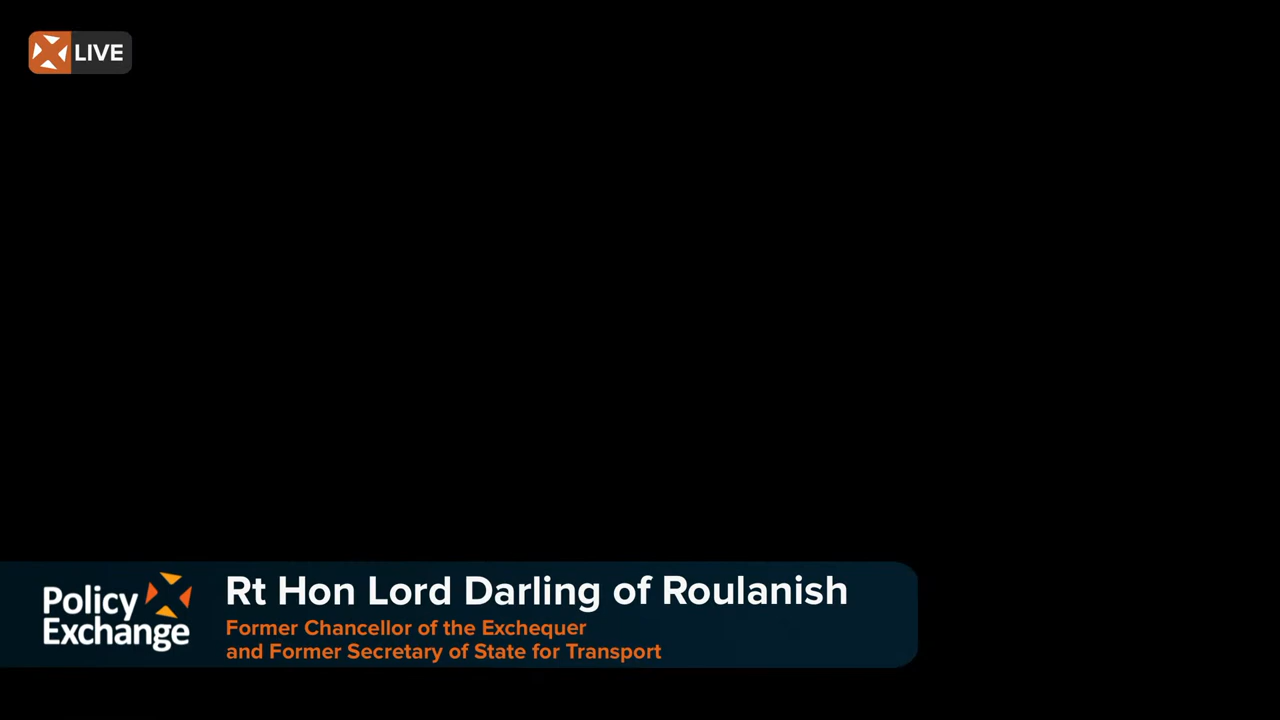 LIVE
Policy
Exchange
Rt Hon Lord Darling of Roulanish
Former Chancellor of the Exchequer
and Former Secretary of State for Transport